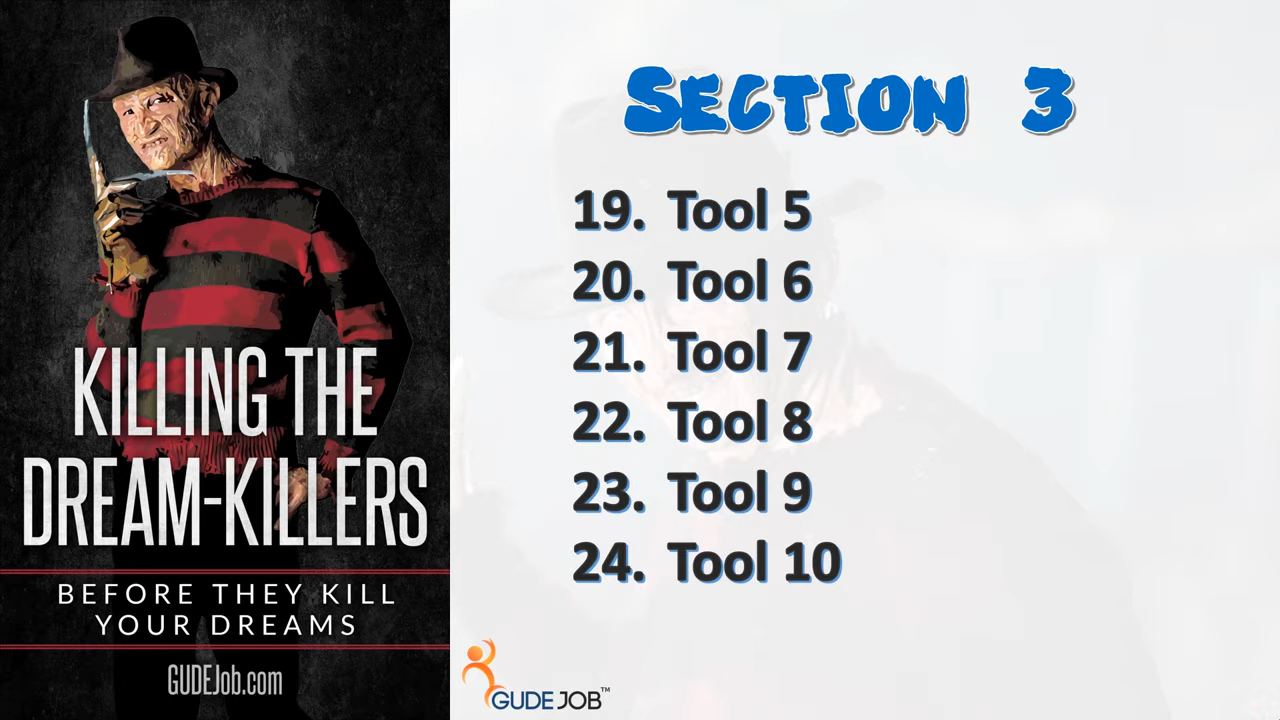 KILLING THE
DREAM-KILLERS
BEFORE THEY KILL
YOUR DREAMS
GUDEJob.com
SECTION 3
19. Tool 5
20. Tool 6
21. Tool 7
22. Tool 8
23. Tool 9
24. Tool 10
GUDE JOB™